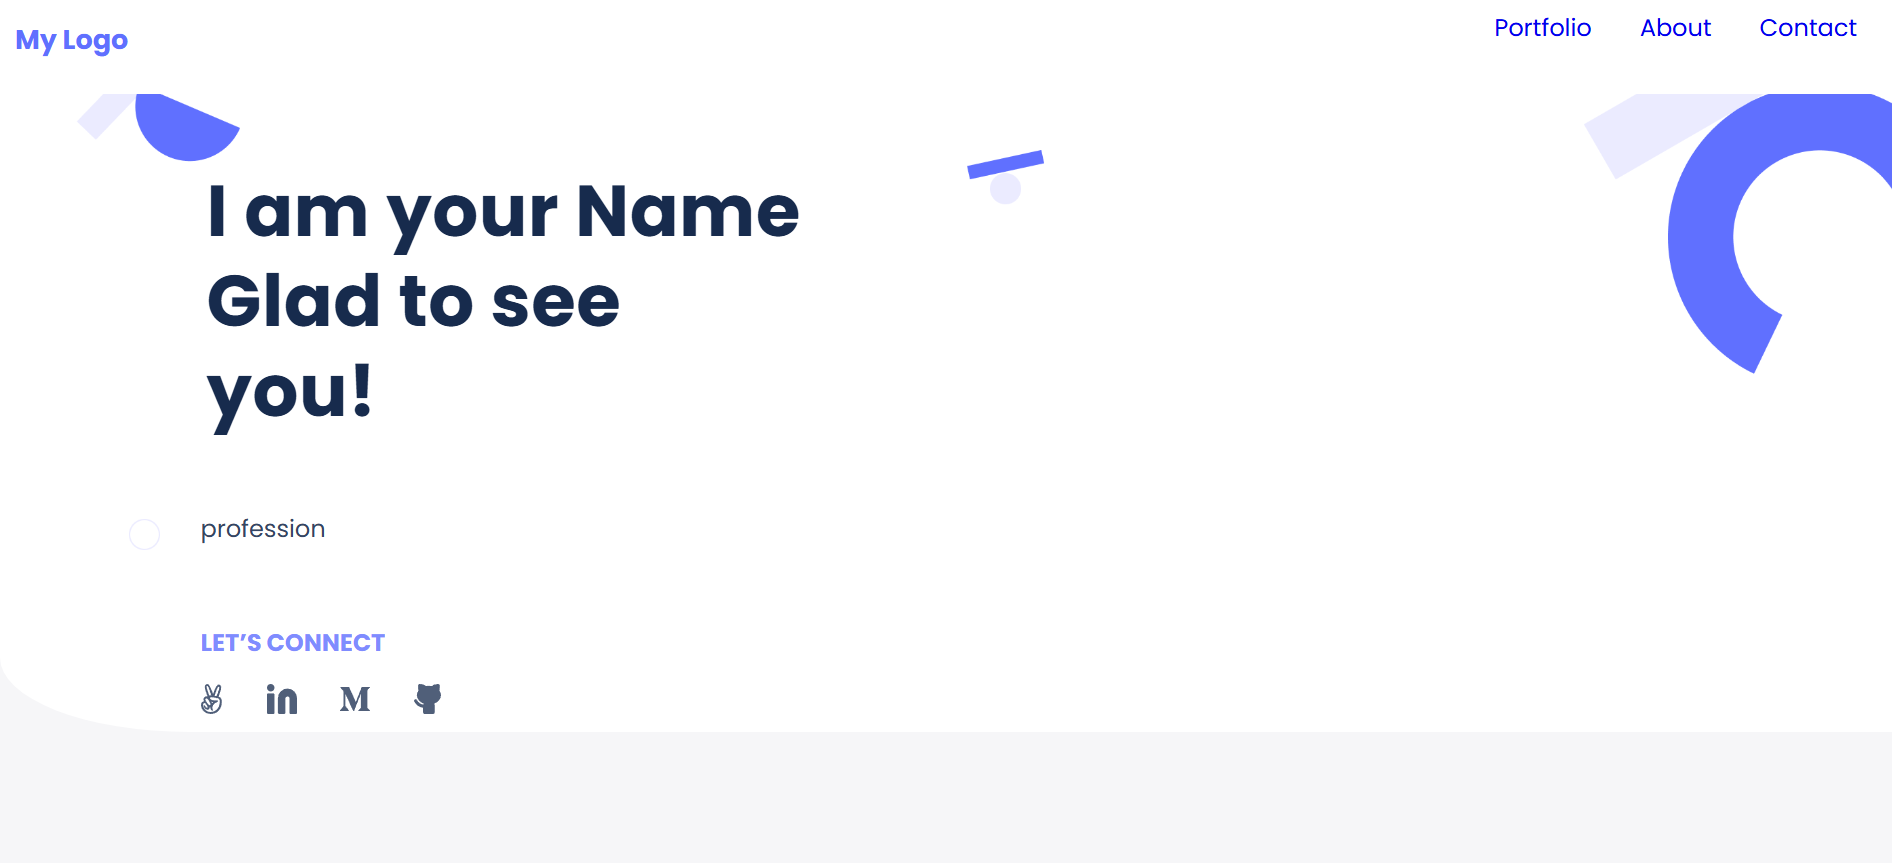 My Logo
Portfolio About Contact
I am your Name
Glad to see
you!
profession
LET’S CONNECT